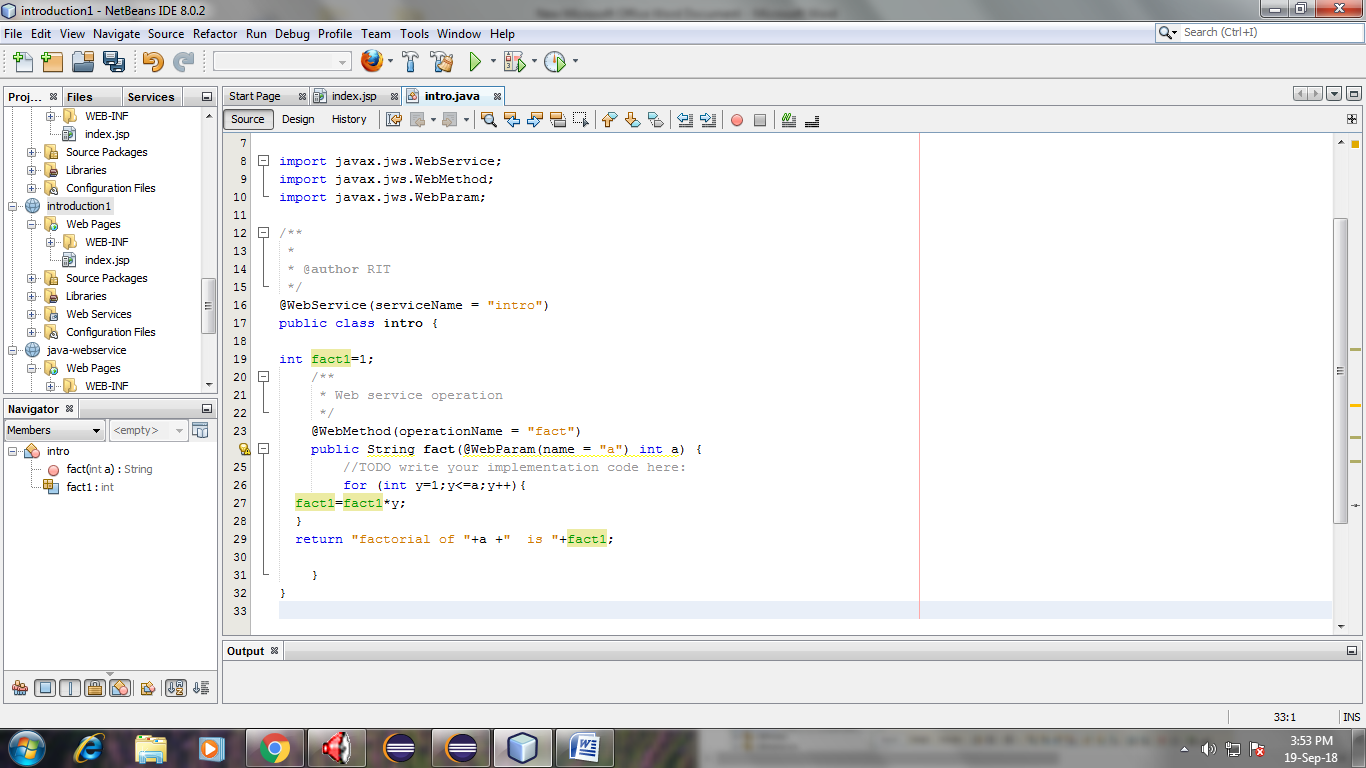 introduction1 - NetBeans IDE 8.0.2
File Edit View Navigate Source Refactor Run Debug Profile Team Tools Window Help
Search (Ctrl+I)
Proj... Files Services
WEB-INF
index.jsp
Source Packages
Libraries
Configuration Files
introduction1
Web Pages
WEB-INF
index.jsp
Source Packages
Libraries
Web Services
Configuration Files
java-webservice
Web Pages
WEB-INF
Navigator
Members <empty>
intro
fact(int a) : String
fact1 : int
Start Page index.jsp intro.java
Source Design History
7
8 import javax.jws.WebService;
9 import javax.jws.WebMethod;
10 import javax.jws.WebParam;
11
12 /**
13 *
14 * @author RIT
15 */
16 @WebService(serviceName = "intro")
17 public class intro {
18
19 int fact1=1;
20 /**
21 * Web service operation
22 */
23 @WebMethod(operationName = "fact")
public String fact(@WebParam(name = "a") int a) {
25 //TODO write your implementation code here:
26 for (int y=1;y<=a;y++){
27 fact1=fact1*y;
28 }
29 return "factorial of "+a +"  is "+fact1;
30
31 }
32 }
33
Output
33:1 INS
3:53 PM
19-Sep-18